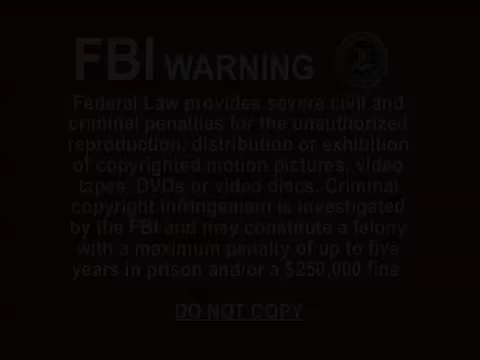 FBI WARNING
Federal Law provides severe civil and
criminal penalties for the unauthorized
reproduction, distribution or exhibition
of copyrighted motion pictures, video
tapes, DVDs or video discs. Criminal
copyright infringement is investigated
by the FBI and may constitute a felony
with a maximum penalty of up to five
years in prison and/or a $250,000 fine
DO NOT COPY